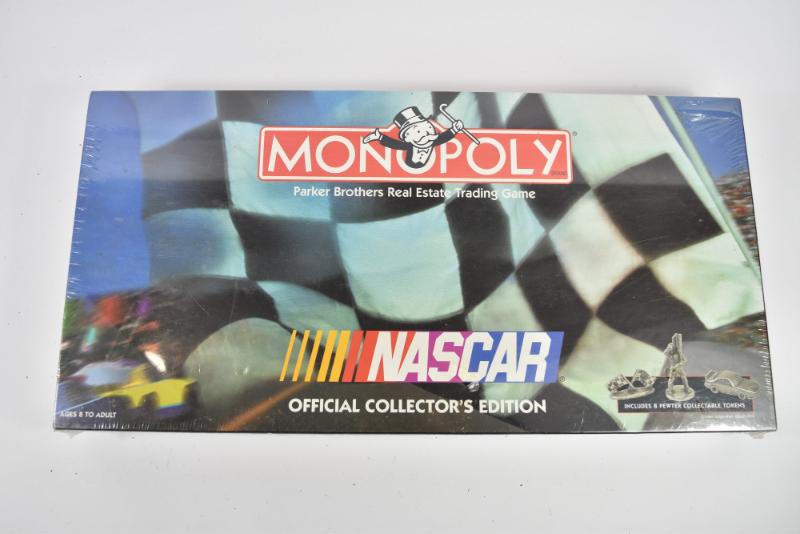 MONOPOLY
Parker Brothers Real Estate Trading Game
NASCAR
OFFICIAL COLLECTOR'S EDITION
AGES 8 TO ADULT
INCLUDES 8 PEWTER COLLECTABLE TOKENS